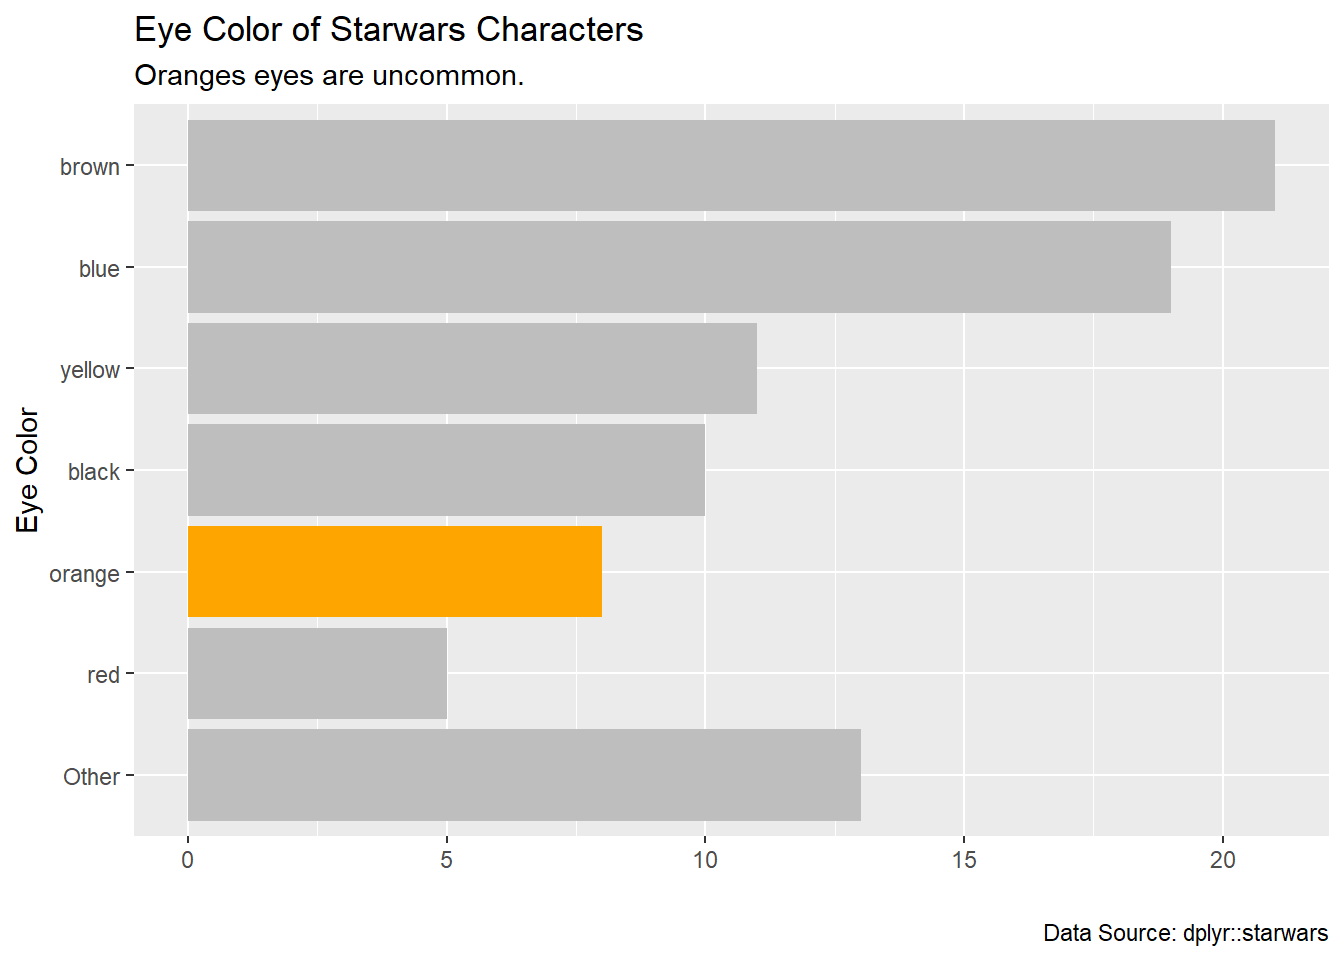 Eye Color of Starwars Characters
Oranges eyes are uncommon.
brown
blue
yellow
black
orange
red
Other
Eye Color
0 5 10 15 20
Data Source: dplyr::starwars